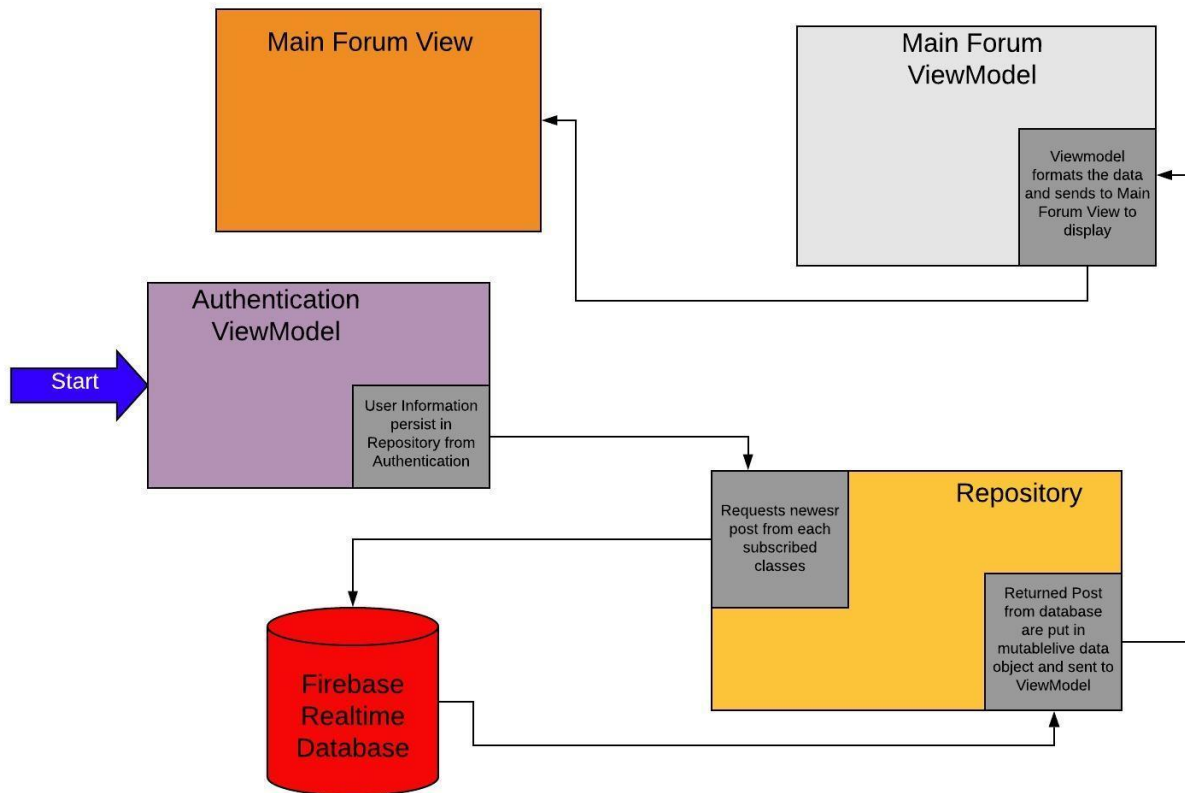 Main Forum View
Main Forum
ViewModel
Viewmodel
formats the data
and sends to Main
Forum View to
display
Authentication
ViewModel
Start
User Information
persist in
Repository from
Authentication
Repository
Requests newesr
post from each
subscribed
classes
Returned Post
from database
are put in
mutablelive data
object and sent to
ViewModel
Firebase
Realtime
Database